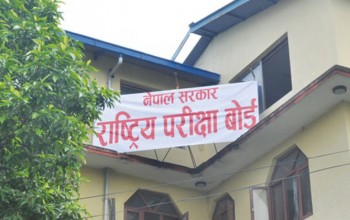 नेपाल सरकार
राष्ट्रिय परीक्षा बोर्ड